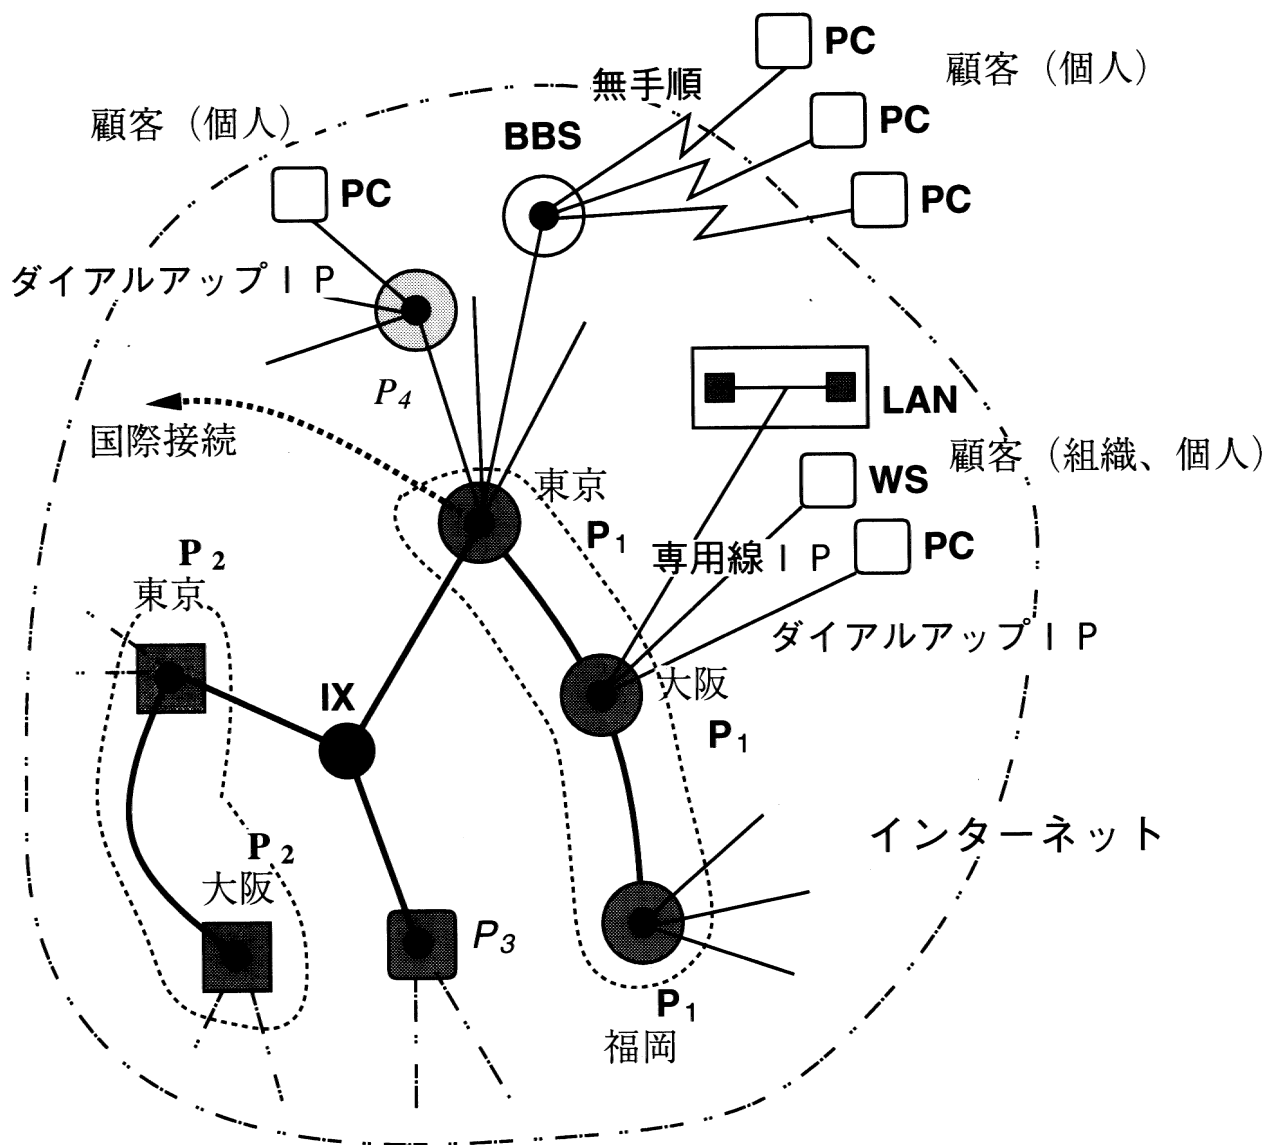 PC
顧客（個人）
無手順
顧客（個人）
BBS
PC
PC
PC
ダイアルアップＩＰ
P4
LAN
国際接続
顧客（組織、個人）
東京
WS
P1
専用線ＩＰ
PC
P2
東京
ダイアルアップＩＰ
大阪
IX
P1
インターネット
P2
大阪
P3
P1
福岡